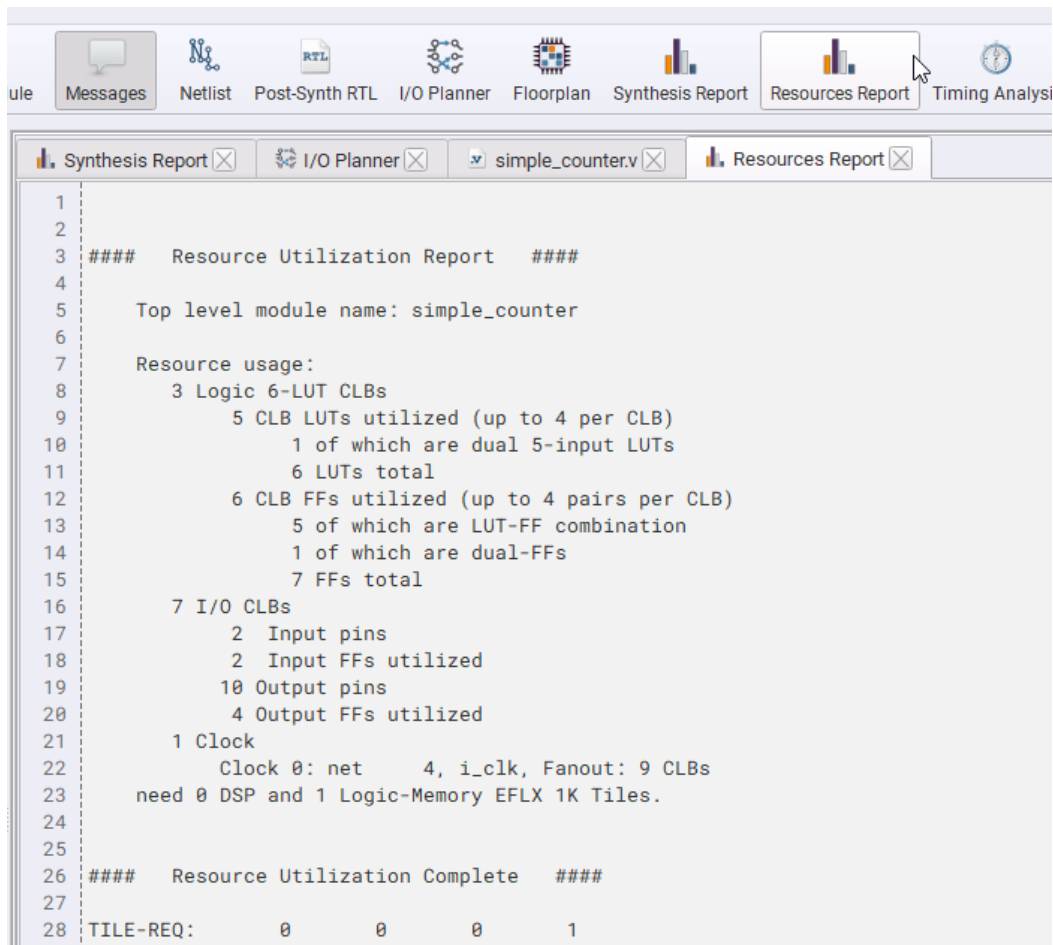 ule Messages Netlist Post-Synth RTL I/O Planner Floorplan Synthesis Report Resources Report Timing Analysi
RTL
Synthesis Report I/O Planner simple_counter.v Resources Report
1
2
3 #### Resource Utilization Report ####
4
5 Top level module name: simple_counter
6
7 Resource usage:
8 3 Logic 6-LUT CLBs
9 5 CLB LUTs utilized (up to 4 per CLB)
10 1 of which are dual 5-input LUTs
11 6 LUTs total
12 6 CLB FFs utilized (up to 4 pairs per CLB)
13 5 of which are LUT-FF combination
14 1 of which are dual-FFs
15 7 FFs total
16 7 I/O CLBs
17 2 Input pins
18 2 Input FFs utilized
19 10 Output pins
20 4 Output FFs utilized
21 1 Clock
22 Clock 0: net 4, i_clk, Fanout: 9 CLBs
23 need 0 DSP and 1 Logic-Memory EFLX 1K Tiles.
24
25
26 #### Resource Utilization Complete ####
27
28 TILE-REQ: 0 0 0 1